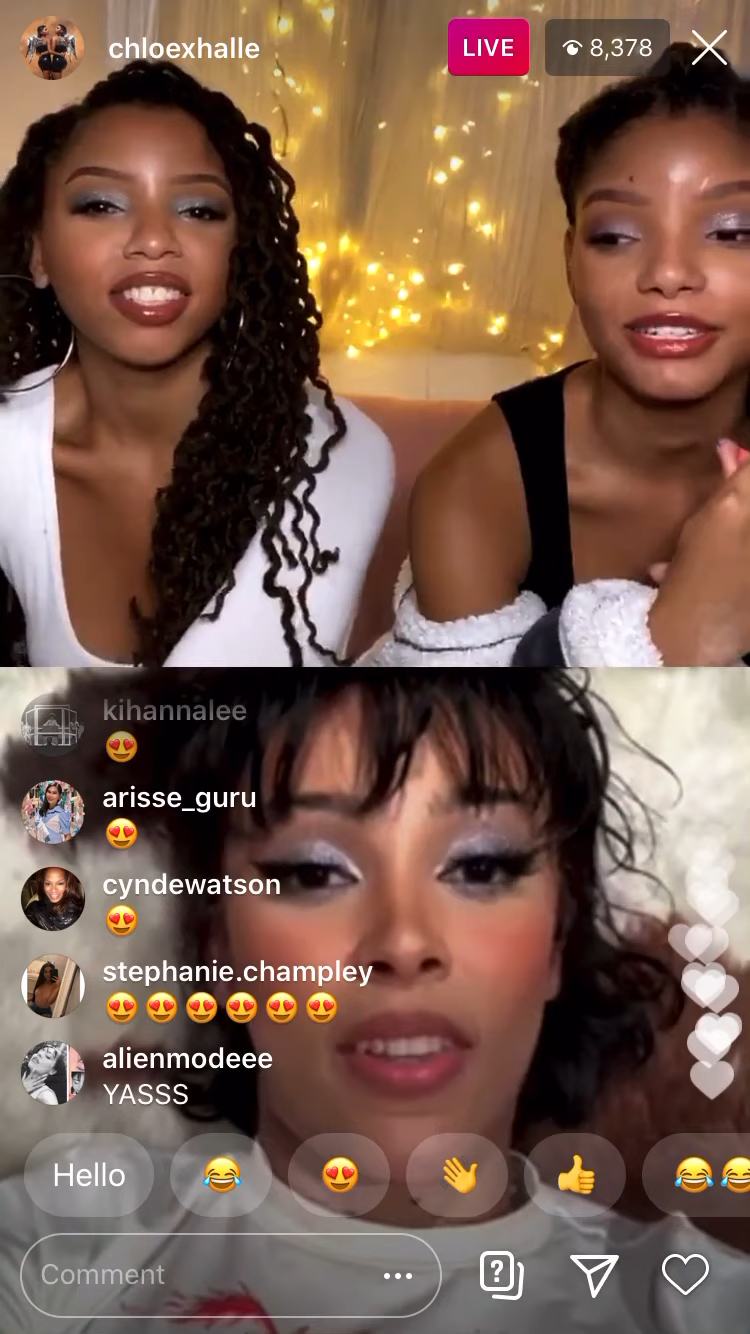 chloexhalle
LIVE
8,378
kihannalee
😍
arisse_guru
😍
cyndewatson
😍
stephanie.champley
😍😍😍😍😍😍
alienmodeee
YASSS
Hello 😂 😍 👋 👍 😂😂
Comment